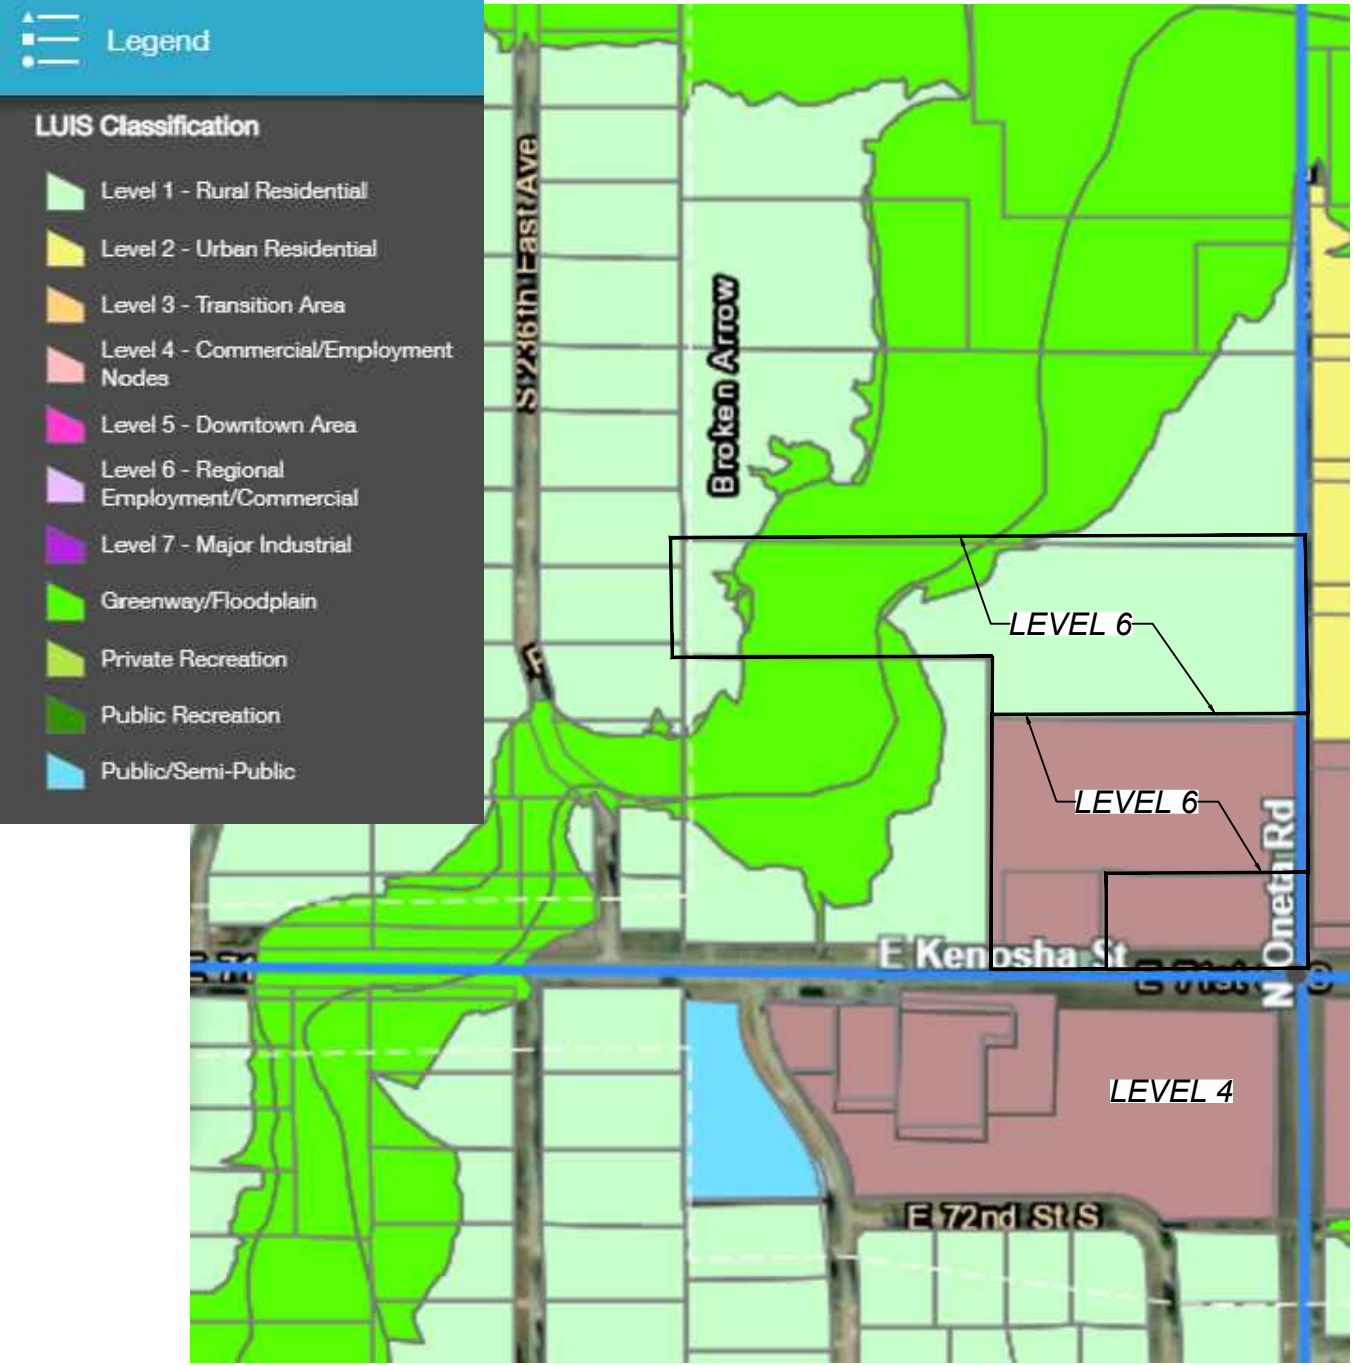 Legend
LUIS Classification
Level 1 - Rural Residential
Level 2 - Urban Residential
Level 3 - Transition Area
Level 4 - Commercial/Employment
Nodes
Level 5 - Downtown Area
Level 6 - Regional
Employment/Commercial
Level 7 - Major Industrial
Greenway/Floodplain
Private Recreation
Public Recreation
Public/Semi-Public
S 236th East Ave
Broken Arrow
LEVEL 6
LEVEL 6
N Oneta Rd
E Kenosha St
LEVEL 4
E 72nd St S